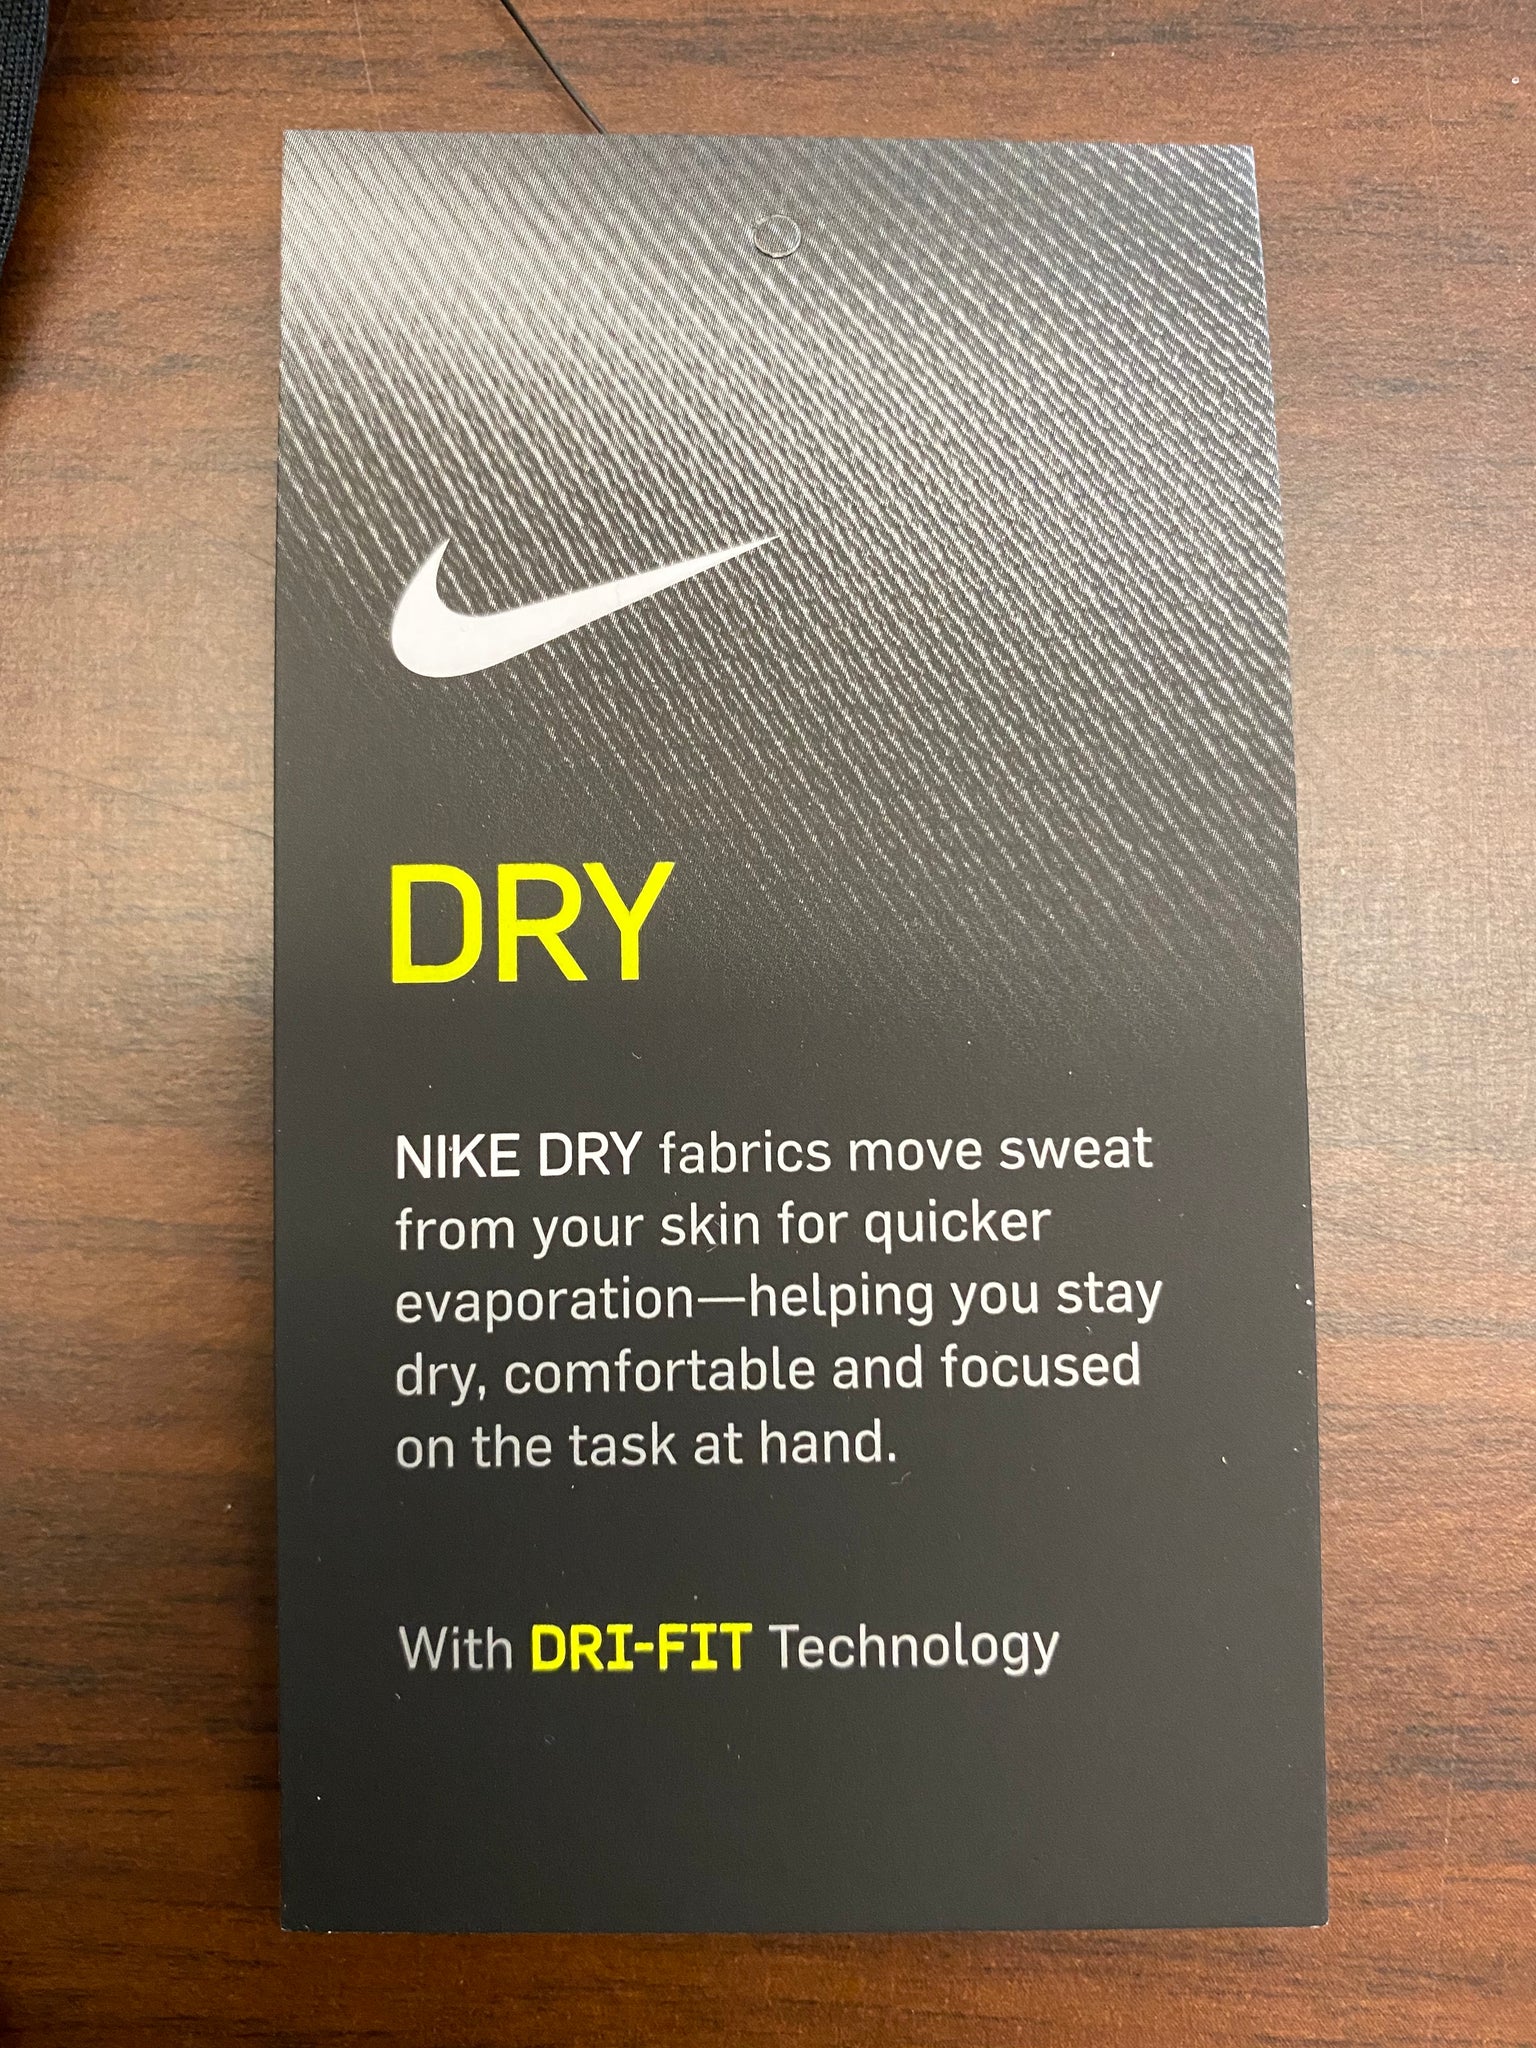 DRY
NIKE DRY fabrics move sweat
from your skin for quicker
evaporation—helping you stay
dry, comfortable and focused
on the task at hand.
With DRI-FIT Technology